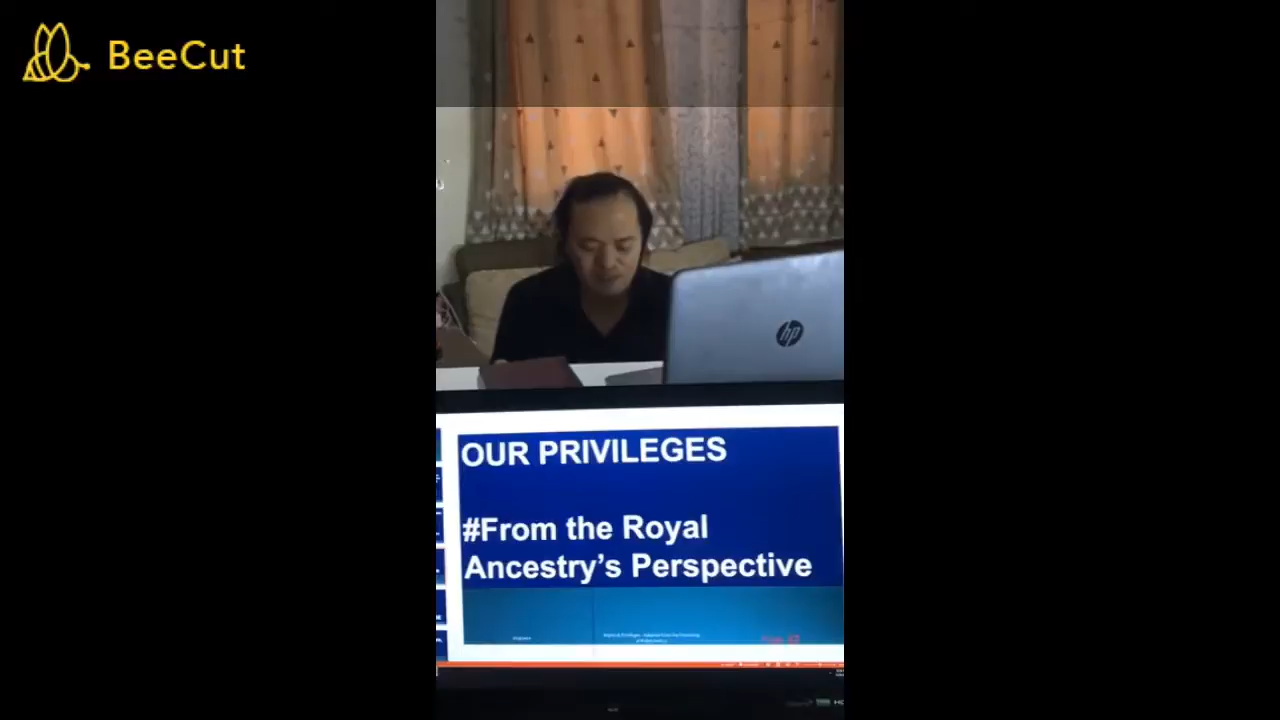 BeeCut
hp
OUR PRIVILEGES
#From the Royal
Ancestry's Perspective